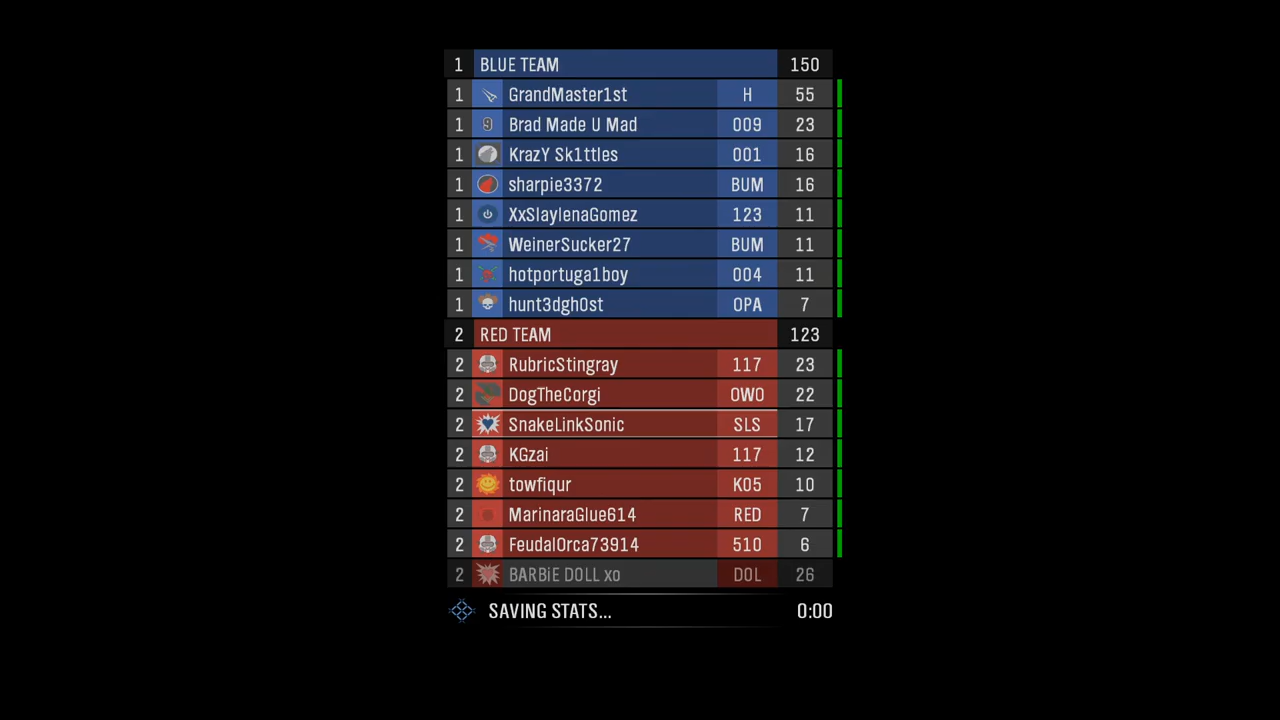 1 BLUE TEAM 150
1 GrandMaster1st H 55
1 9 Brad Made U Mad 009 23
1 KrazY Sk1ttles 001 16
1 sharpie3372 BUM 16
1 XxSlaylenaGomez 123 11
1 WeinerSucker27 BUM 11
1 hotportuga1boy 004 11
1 hunt3dgh0st OPA 7
2 RED TEAM 123
2 RubricStingray 117 23
2 DogTheCorgi OWO 22
2 SnakeLinkSonic SLS 17
2 KGzai 117 12
2 towfiqur K05 10
2 MarinaraGlue614 RED 7
2 FeudalOrca73914 510 6
2 BARBiE DOLL xo DOL 26
SAVING STATS... 0:00